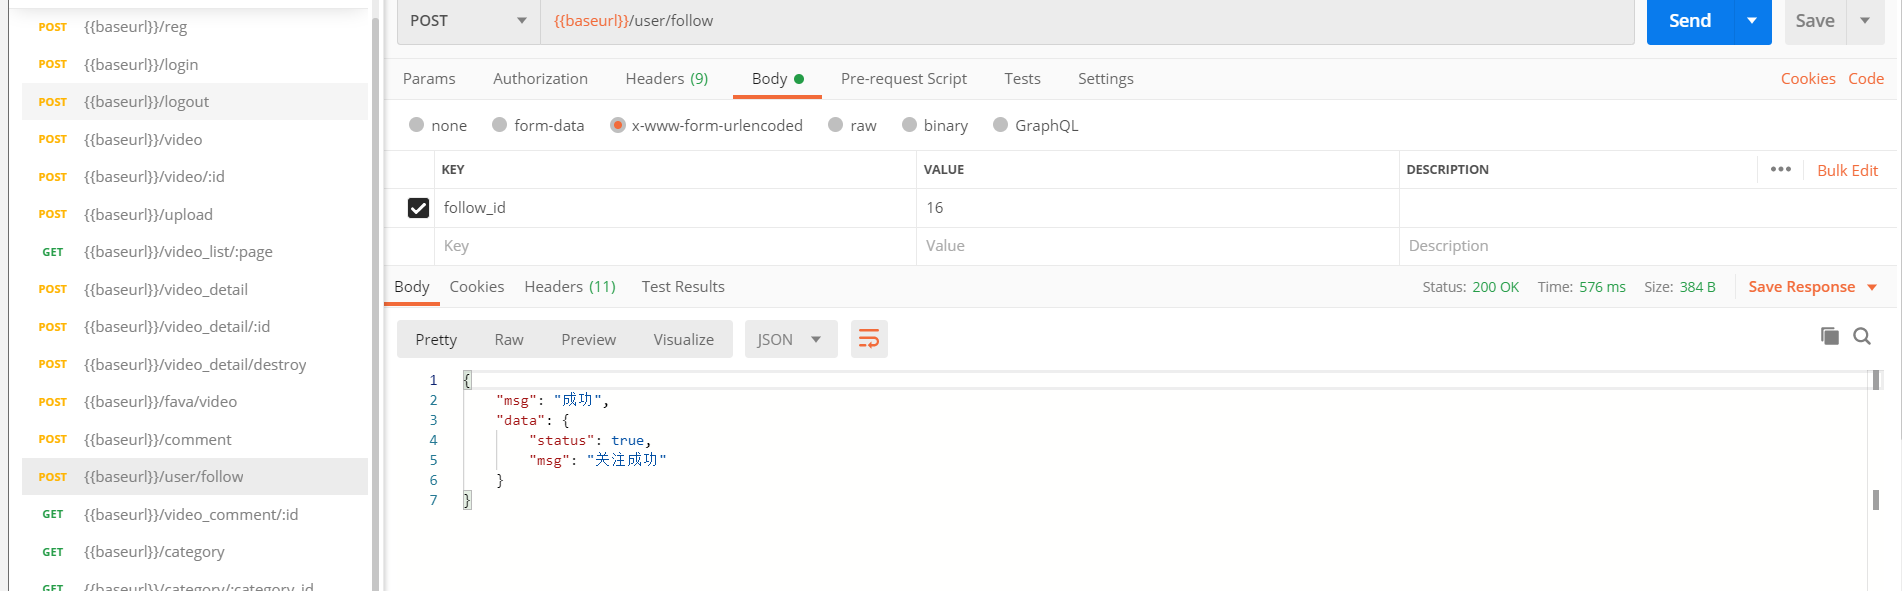 POST {{baseurl}}/reg
POST {{baseurl}}/login
POST {{baseurl}}/logout
POST {{baseurl}}/video
POST {{baseurl}}/video/:id
POST {{baseurl}}/upload
GET {{baseurl}}/video_list/:page
POST {{baseurl}}/video_detail
POST {{baseurl}}/video_detail/:id
POST {{baseurl}}/video_detail/destroy
POST {{baseurl}}/fava/video
POST {{baseurl}}/comment
POST {{baseurl}}/user/follow
GET {{baseurl}}/video_comment/:id
GET {{baseurl}}/category
GET {{baseurl}}/category/:category_id
POST {{baseurl}}/user/follow Send Save
Params Authorization Headers (9) Body Pre-request Script Tests Settings Cookies Code
none form-data x-www-form-urlencoded raw binary GraphQL
KEY VALUE DESCRIPTION ••• Bulk Edit
follow_id 16
Key Value Description
Body Cookies Headers (11) Test Results Status: 200 OK Time: 576 ms Size: 384 B Save Response
Pretty Raw Preview Visualize JSON
1 {
2 "msg": "成功",
3 "data": {
4 "status": true,
5 "msg": "关注成功"
6 }
7 }